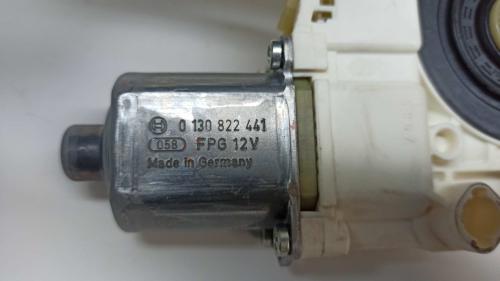 0 130 822 441
058 FPG 12V
Made in Germany